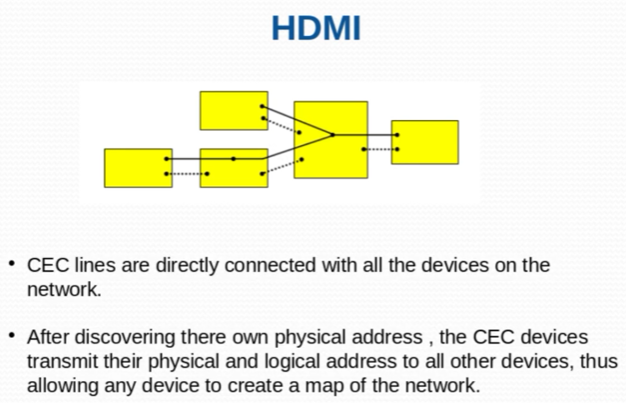 HDMI
• CEC lines are directly connected with all the devices on the
network.
• After discovering there own physical address , the CEC devices
transmit their physical and logical address to all other devices, thus
allowing any device to create a map of the network.